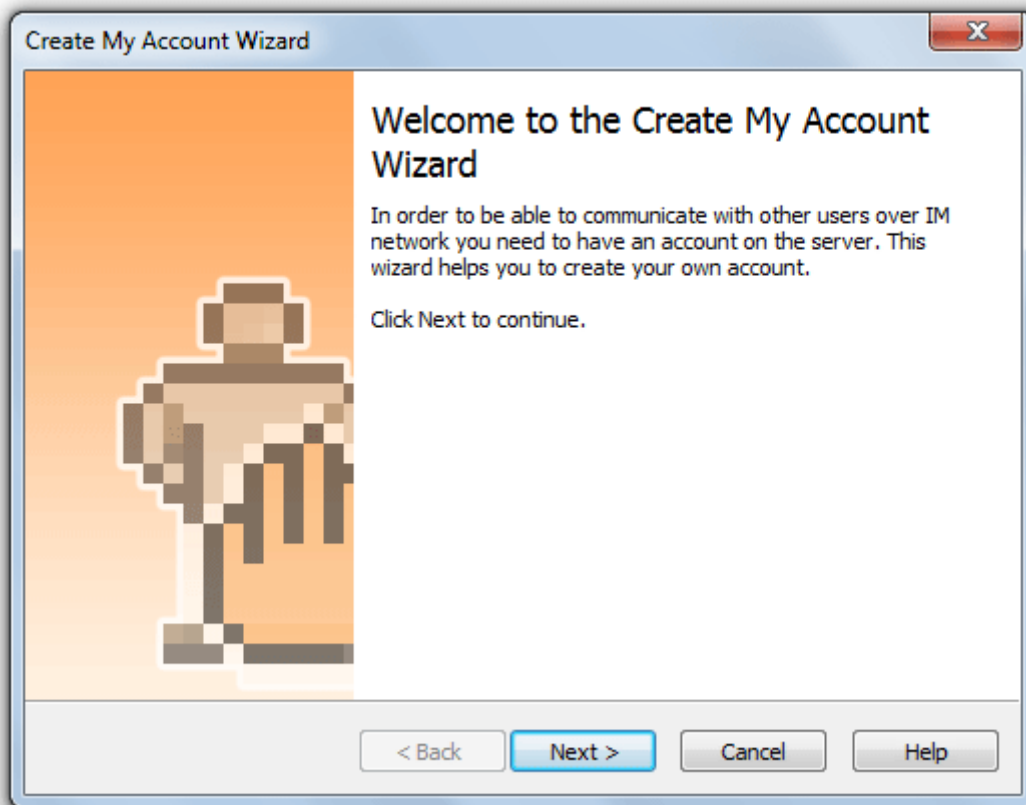 Create My Account Wizard
Welcome to the Create My Account
Wizard
In order to be able to communicate with other users over IM
network you need to have an account on the server. This
wizard helps you to create your own account.
Click Next to continue.
< Back Next > Cancel Help